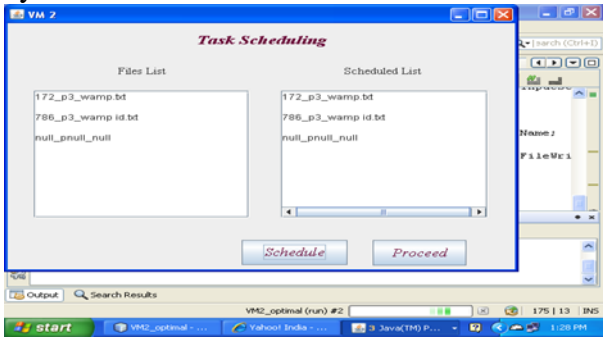 VM 2
Task Scheduling
Files List
Scheduled List
172_p3_wamp.txt
786_p3_wamp id.txt
null_pnull_null
172_p3_wamp.txt
786_p3_wamp id.txt
null_pnull_null
Schedule
Proceed
(Ctrl+I)
Name;
FileWri
Output
Search Results
VM2_optimal (run) #2
175 | 13
INS
start
VM2_optimal - ...
Yahoo! India - ...
3 Java(TM) P...
1:28 PM